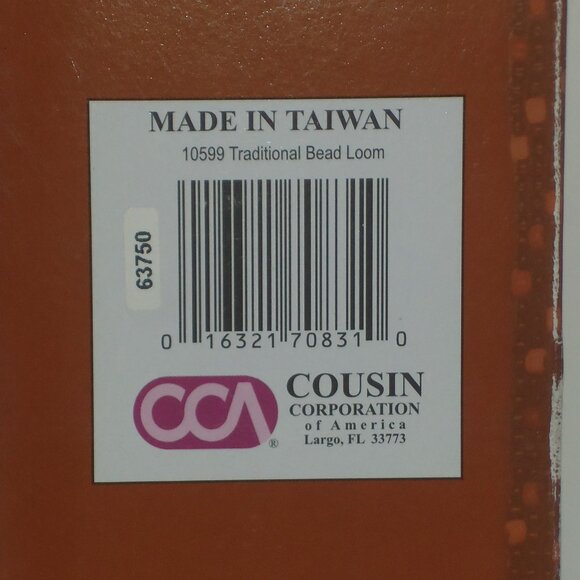 MADE IN TAIWAN
10599 Traditional Bead Loom
63750
0 16321 70831 0
CCA ®
COUSIN
CORPORATION
of America
Largo, FL 33773